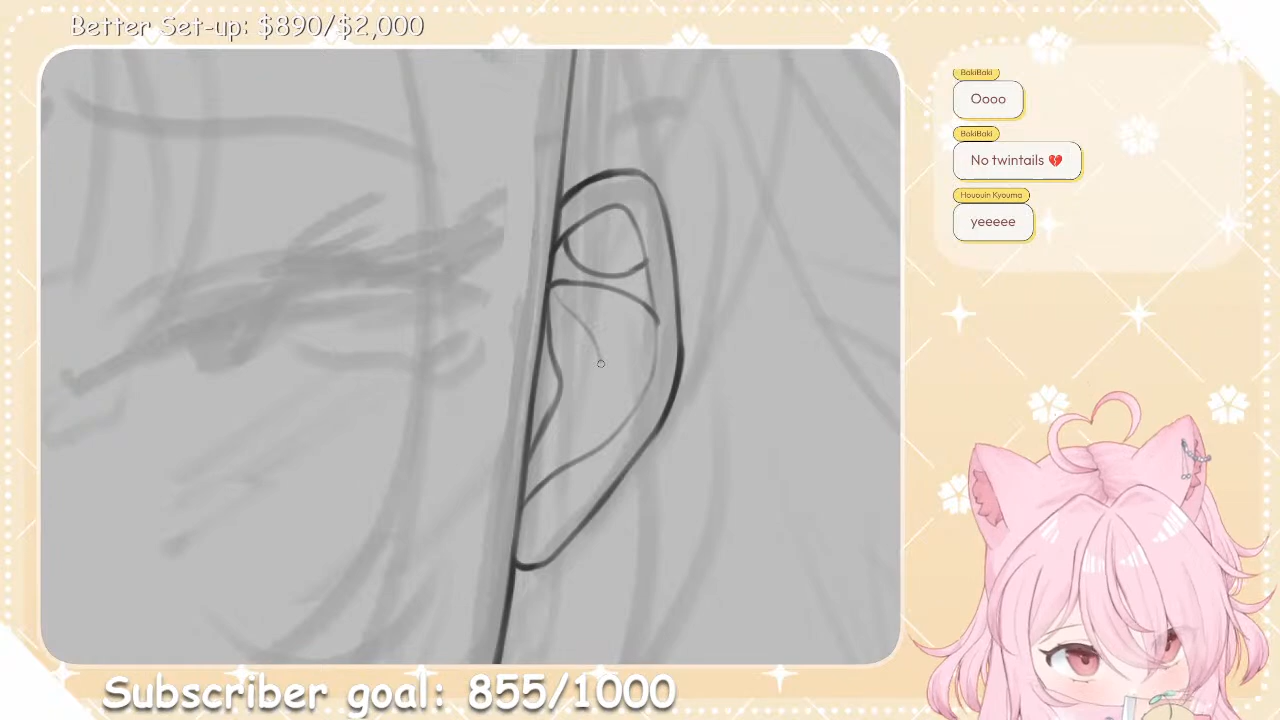 Better Set-up: $890/$2,000
BakiBaki
Oooo
BakiBaki
No twintails 💔
Hououin Kyouma
yeeeee
Subscriber goal: 855/1000